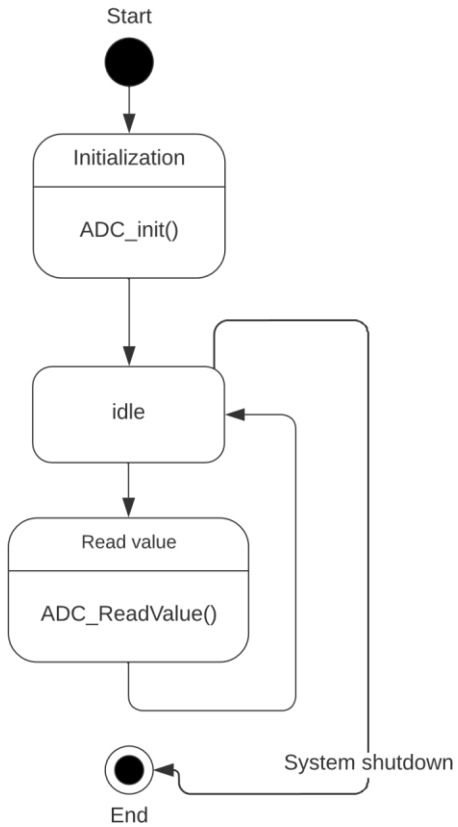 Start
Initialization
ADC_init()
idle
Read value
ADC_ReadValue()
System shutdown
End